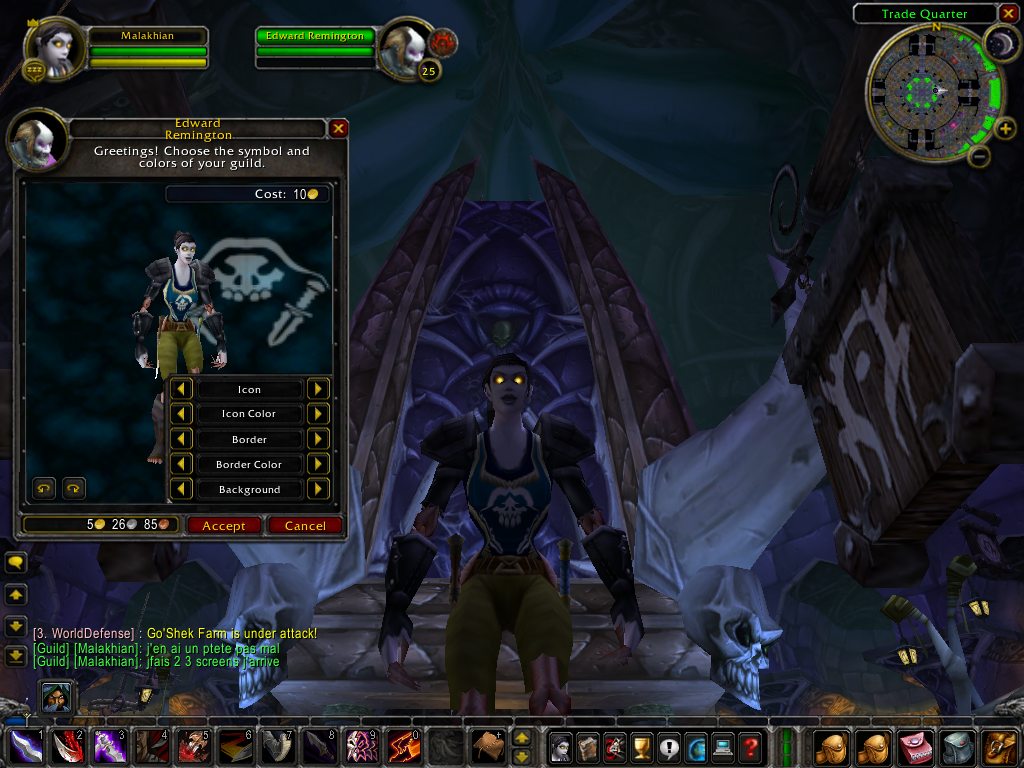 Malakhian
Edward Remington
25
Trade Quarter
N
zzz
Edward
Remington
Greetings! Choose the symbol and
colors of your guild.
Cost: 10
Icon
Icon Color
Border
Border Color
Background
5 26 85
Accept
Cancel
[3. WorldDefense] : Go'Shek Farm is under attack!
[Guild] [Malakhian]: j'en ai un ptete pas mal
[Guild] [Malakhian]: jfais 2 3 screens j'arrive
1 2 3 4 5 6 7 8 9 0